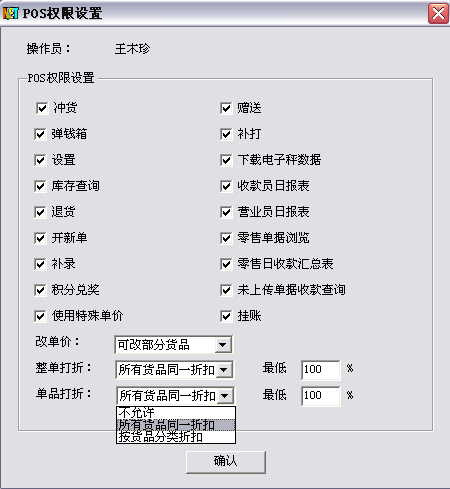 POS权限设置
操作员： 王木珍
POS权限设置
冲货 赠送
弹钱箱 补打
设置 下载电子秤数据
库存查询 收款员日报表
退货 营业员日报表
开新单 零售单据浏览
补录 零售日收款汇总表
积分兑奖 未上传单据收款查询
使用特殊单价 挂账
改单价： 可改部分货品
整单打折： 所有货品同一折扣 最低 100 %
单品打折： 所有货品同一折扣 最低 100 %
不允许
所有货品同一折扣
按货品分类折扣
确认